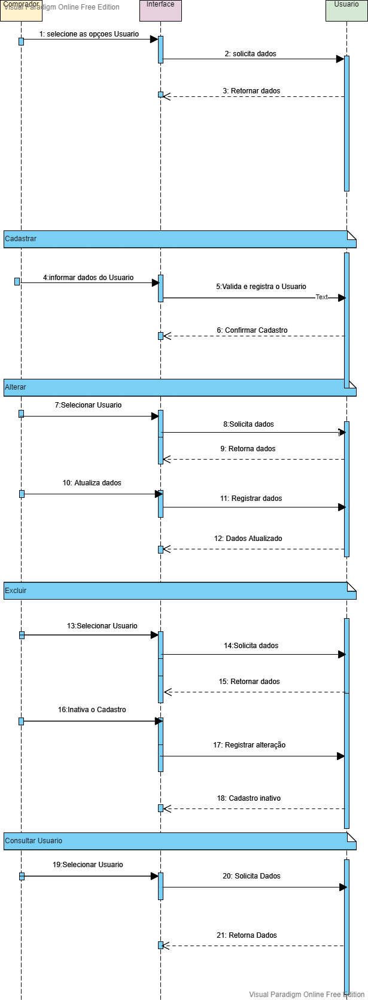 Comprador
Visual Paradigm Online Free Edition
Interface
Usuario
1: selecione as opçoes Usuario
2: solicita dados
3: Retornar dados
Cadastrar
4:informar dados do Usuario
5:Valida e registra o Usuario
Text
6: Confirmar Cadastro
Alterar
7:Selecionar Usuario
8:Solicita dados
9: Retorna dados
10: Atualiza dados
11: Registrar dados
12: Dados Atualizado
Excluir
13:Selecionar Usuario
14:Solicita dados
15: Retornar dados
16:Inativa o Cadastro
17: Registrar alteração
18: Cadastro inativo
Consultar Usuario
19:Selecionar Usuario
20: Solicita Dados
21: Retorna Dados
Visual Paradigm Online Free Edition